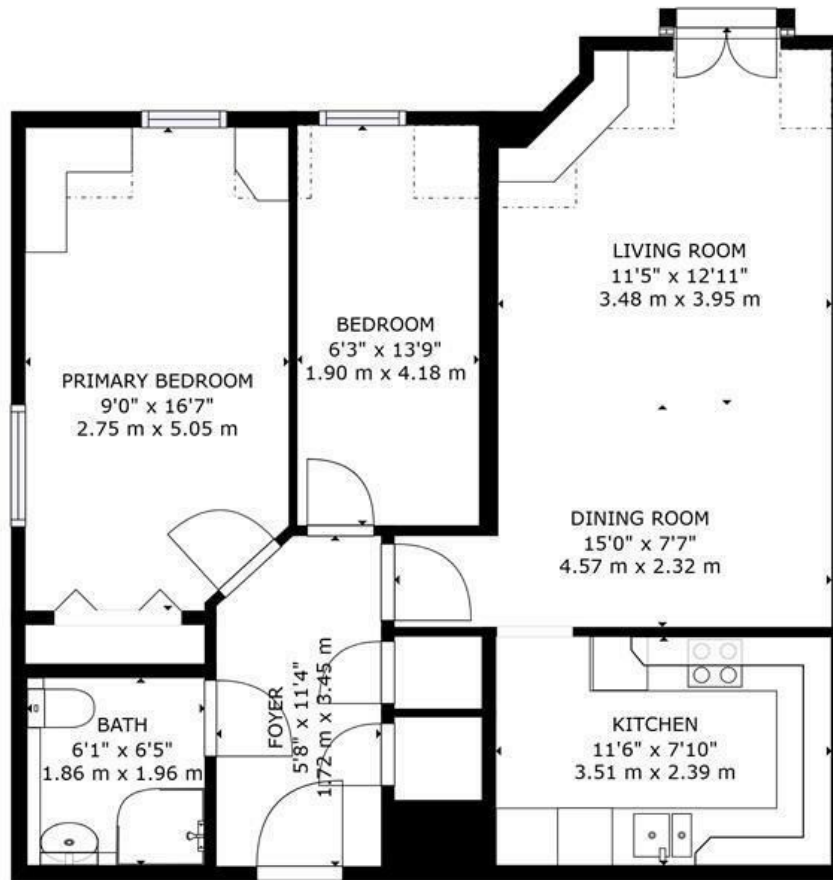 LIVING ROOM
11'5" x 12'11"
3.48 m x 3.95 m
BEDROOM
6'3" x 13'9"
1.90 m x 4.18 m
PRIMARY BEDROOM
9'0" x 16'7"
2.75 m x 5.05 m
DINING ROOM
15'0" x 7'7"
4.57 m x 2.32 m
FOYER
5'8" x 11'4"
1.72 m x 3.45 m
BATH
6'1" x 6'5"
1.86 m x 1.96 m
KITCHEN
11'6" x 7'10"
3.51 m x 2.39 m